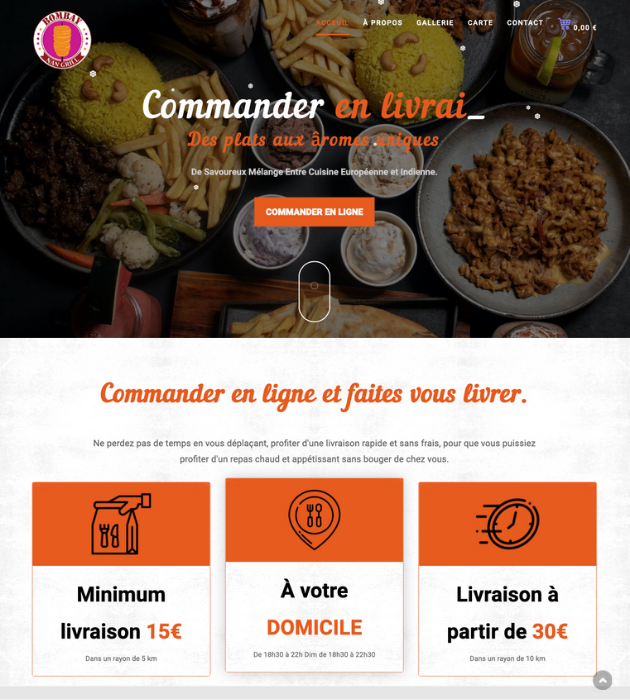 BOMBAY
NAN GRILL
ACCEUIL À PROPOS GALLERIE CARTE CONTACT 0,00 €
Commander en livrai_
Des plats aux âromes uniques
De Savoureux Mélange Entre Cuisine Européenne et Indienne.
COMMANDER EN LIGNE
Commander en ligne et faites vous livrer.
Ne perdez pas de temps en vous déplaçant, profiter d'une livraison rapide et sans frais, pour que vous puissiez
profiter d'un repas chaud et appétissant sans bouger de chez vous.
Minimum
livraison 15€
Dans un rayon de 5 km
À votre
DOMICILE
De 18h30 à 22h Dim de 18h30 à 22h30
Livraison à
partir de 30€
Dans un rayon de 10 km